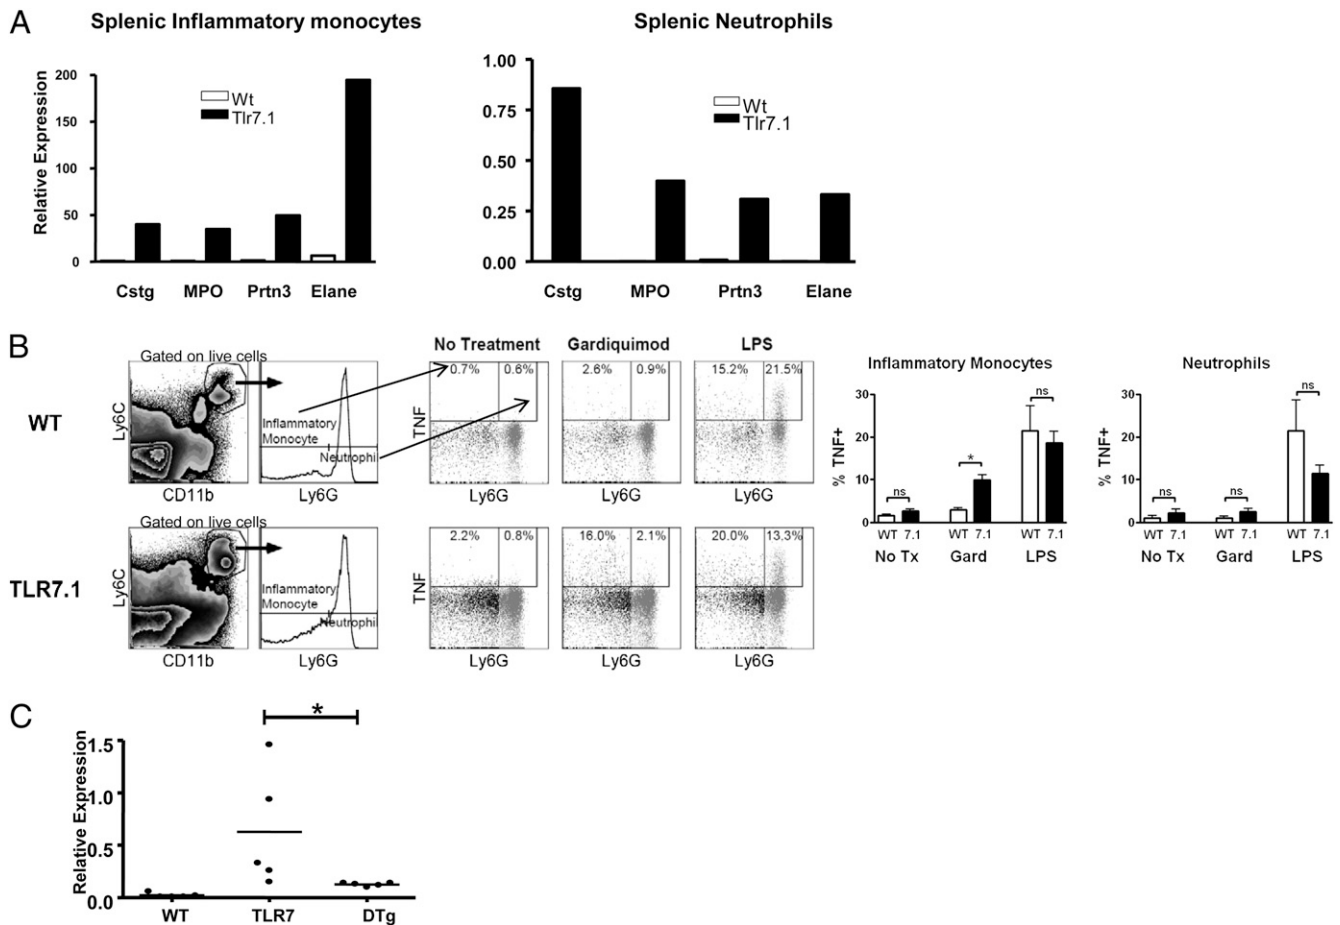 A
Splenic Inflammatory monocytes
Splenic Neutrophils
Relative Expression
200
150
100
50
0
Wt
Tlr7.1
Cstg MPO Prtn3 Elane
1.00
0.75
0.50
0.25
0.00
Wt
Tlr7.1
Cstg MPO Prtn3 Elane
B
No Treatment Gardiquimod LPS
WT
Gated on live cells
Ly6C
CD11b
Inflammatory
Monocyte
Neutrophil
Ly6G
TNF
0.7% 0.6%
Ly6G
2.6% 0.9%
Ly6G
15.2% 21.5%
Ly6G
TLR7.1
Gated on live cells
Ly6C
CD11b
Inflammatory
Monocyte
Neutrophil
Ly6G
TNF
2.2% 0.8%
Ly6G
16.0% 2.1%
Ly6G
20.0% 13.3%
Ly6G
Inflammatory Monocytes
% TNF+
30
20
10
0
ns
*
ns
WT 7.1 WT 7.1 WT 7.1
No Tx Gard LPS
Neutrophils
% TNF+
30
20
10
0
ns
ns
ns
WT 7.1 WT 7.1 WT 7.1
No Tx Gard LPS
C
Relative Expression
1.5
1.0
0.5
0.0
*
WT TLR7 DTg